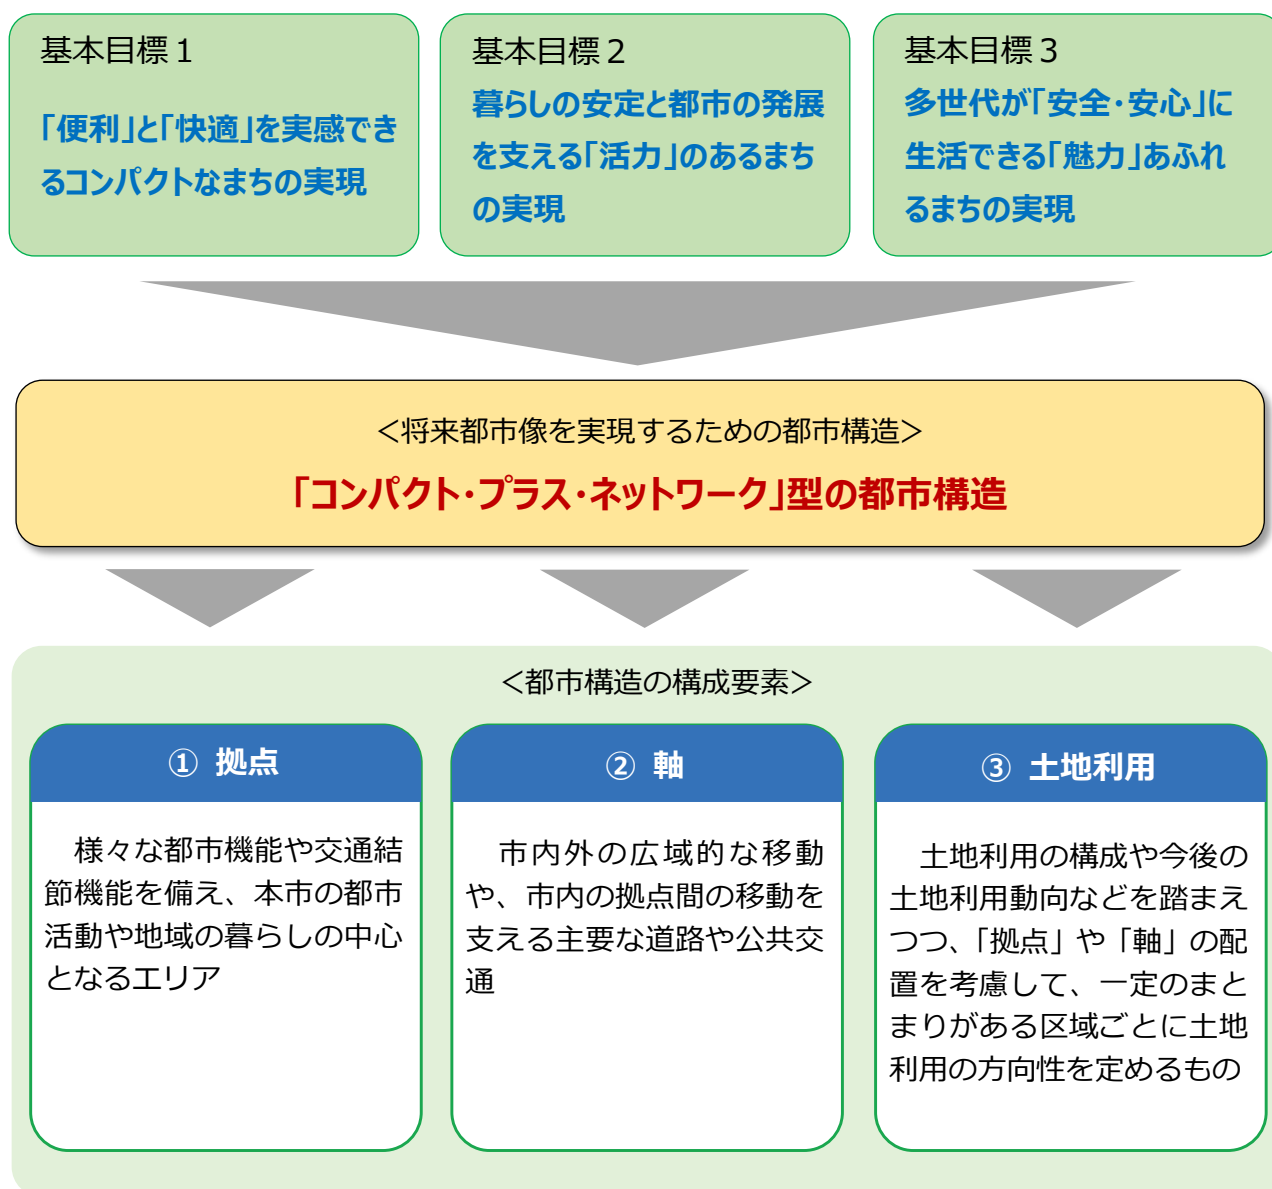 基本目標１
「便利」と「快適」を実感でき
るコンパクトなまちの実現
基本目標２
暮らしの安定と都市の発展
を支える「活力」のあるまち
の実現
基本目標３
多世代が「安全・安心」に
生活できる「魅力」あふれ
るまちの実現
＜将来都市像を実現するための都市構造＞
「コンパクト・プラス・ネットワーク」型の都市構造
＜都市構造の構成要素＞
① 拠点
様々な都市機能や交通結
節機能を備え、本市の都市
活動や地域の暮らしの中心
となるエリア
② 軸
市内外の広域的な移動
や、市内の拠点間の移動を
支える主要な道路や公共交
通
③ 土地利用
土地利用の構成や今後の
土地利用動向などを踏まえ
つつ、「拠点」や「軸」の配
置を考慮して、一定のまと
まりがある区域ごとに土地
利用の方向性を定めるもの